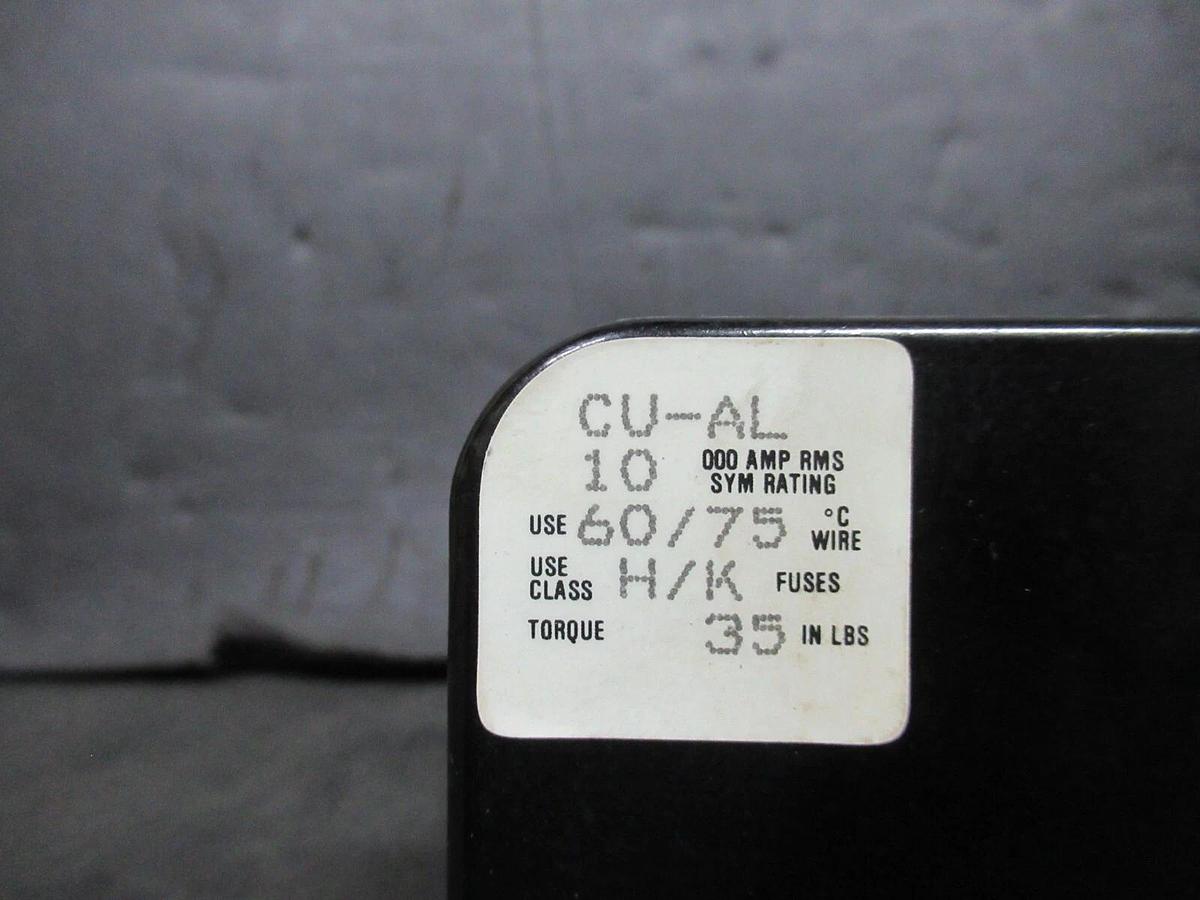 CU-AL
10 000 AMP RMS
SYM RATING
USE 60/75 °C
WIRE
USE
CLASS H/K FUSES
TORQUE 35 IN LBS